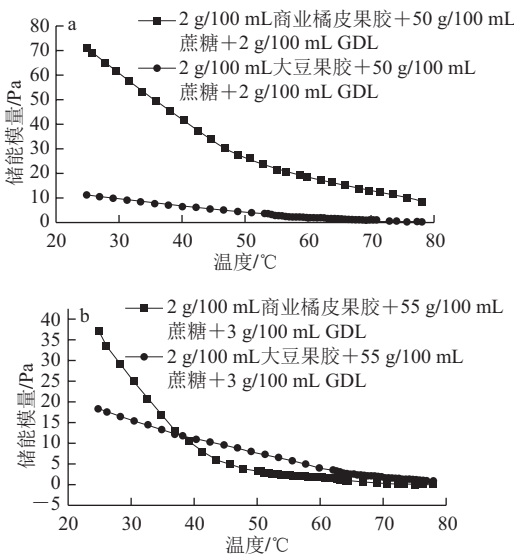 a
2 g/100 mL商业橘皮果胶＋50 g/100 mL
蔗糖＋2 g/100 mL GDL
2 g/100 mL大豆果胶＋50 g/100 mL
蔗糖＋2 g/100 mL GDL
储能模量/Pa
80
70
60
50
40
30
20
10
0
20 30 40 50 60 70 80
温度/℃
b
2 g/100 mL商业橘皮果胶＋55 g/100 mL
蔗糖＋3 g/100 mL GDL
2 g/100 mL大豆果胶＋55 g/100 mL
蔗糖＋3 g/100 mL GDL
储能模量/Pa
40
35
30
25
20
15
10
5
0
－5
20 30 40 50 60 70 80
温度/℃